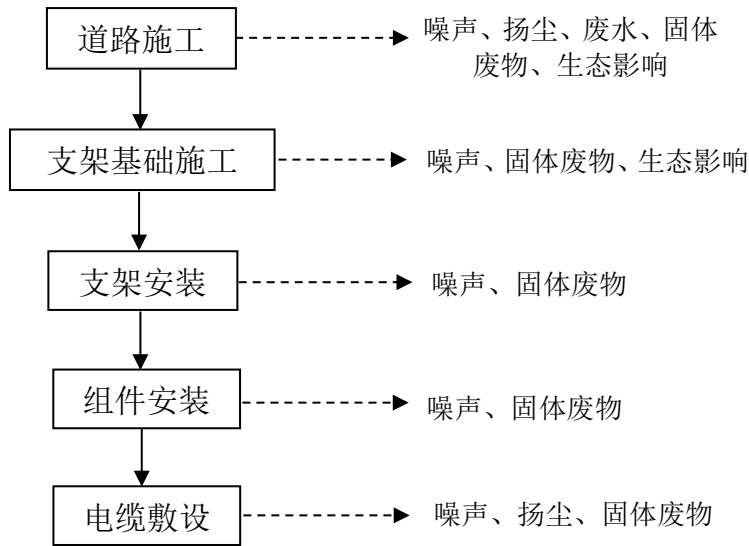 道路施工
噪声、扬尘、废水、固体
废物、生态影响
支架基础施工
噪声、固体废物、生态影响
支架安装
噪声、固体废物
组件安装
噪声、固体废物
电缆敷设
噪声、扬尘、固体废物